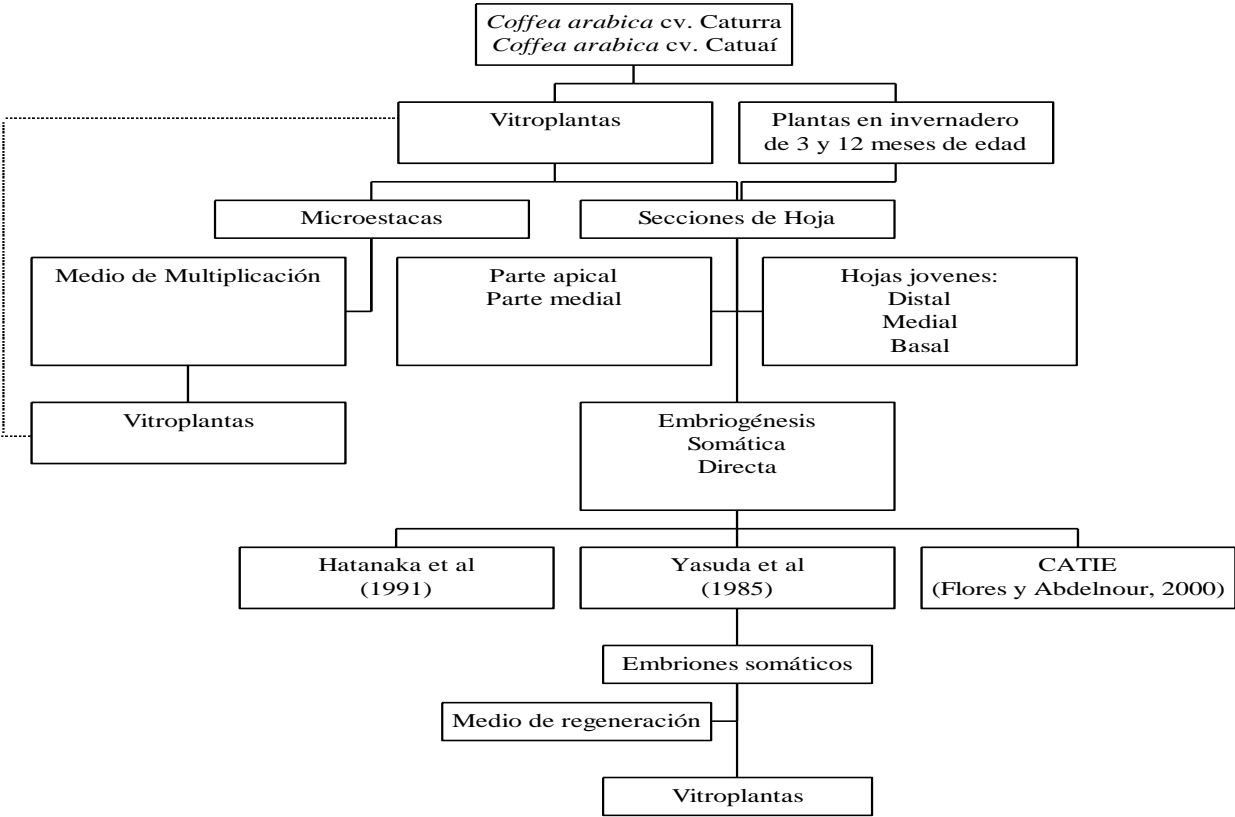 Coffea arabica cv. Caturra
Coffea arabica cv. Catuaí
Vitroplantas
Plantas en invernadero
de 3 y 12 meses de edad
Microestacas
Secciones de Hoja
Medio de Multiplicación
Parte apical
Parte medial
Hojas jovenes:
Distal
Medial
Basal
Vitroplantas
Embriogénesis
Somática
Directa
Hatanaka et al
(1991)
Yasuda et al
(1985)
CATIE
(Flores y Abdelnour, 2000)
Embriones somáticos
Medio de regeneración
Vitroplantas